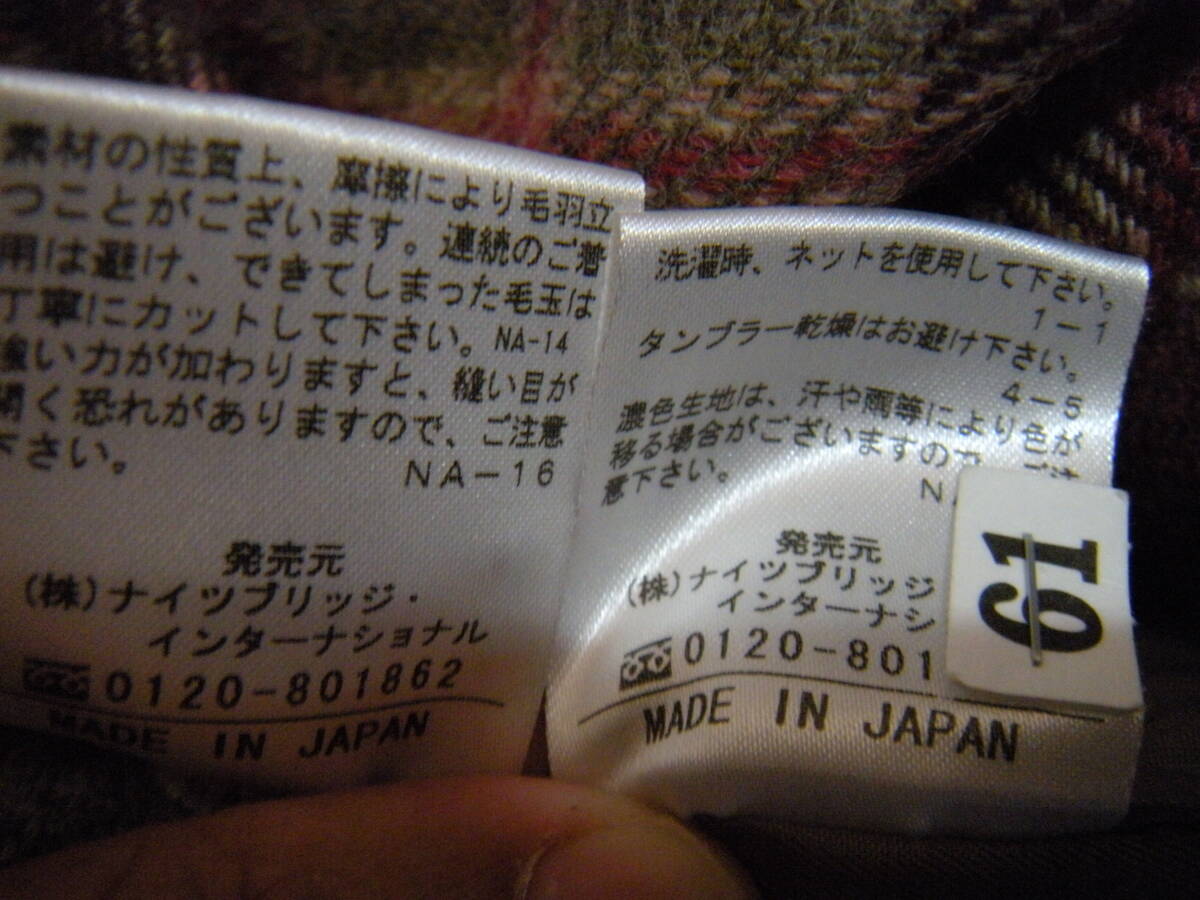 素材の性質上、摩擦により毛羽立
つことがございます。連続のご着
用は避け、できてしまった毛玉は
丁寧にカットして下さい。NA-14
強い力が加わりますと、縫い目が
開く恐れがありますので、ご注意
下さい。 NA-16
発売元
(株)ナイツブリッジ・
インターナショナル
0120-801862
MADE IN JAPAN
洗濯時、ネットを使用して下さい。
1-1
タンブラー乾燥はお避け下さい。
4-5
濃色生地は、汗や雨等により色が
移る場合がございますので、ご注
意下さい。 N
発売元
(株)ナイツブリッジ
インターナシ
0120-801
MADE IN JAPAN
61